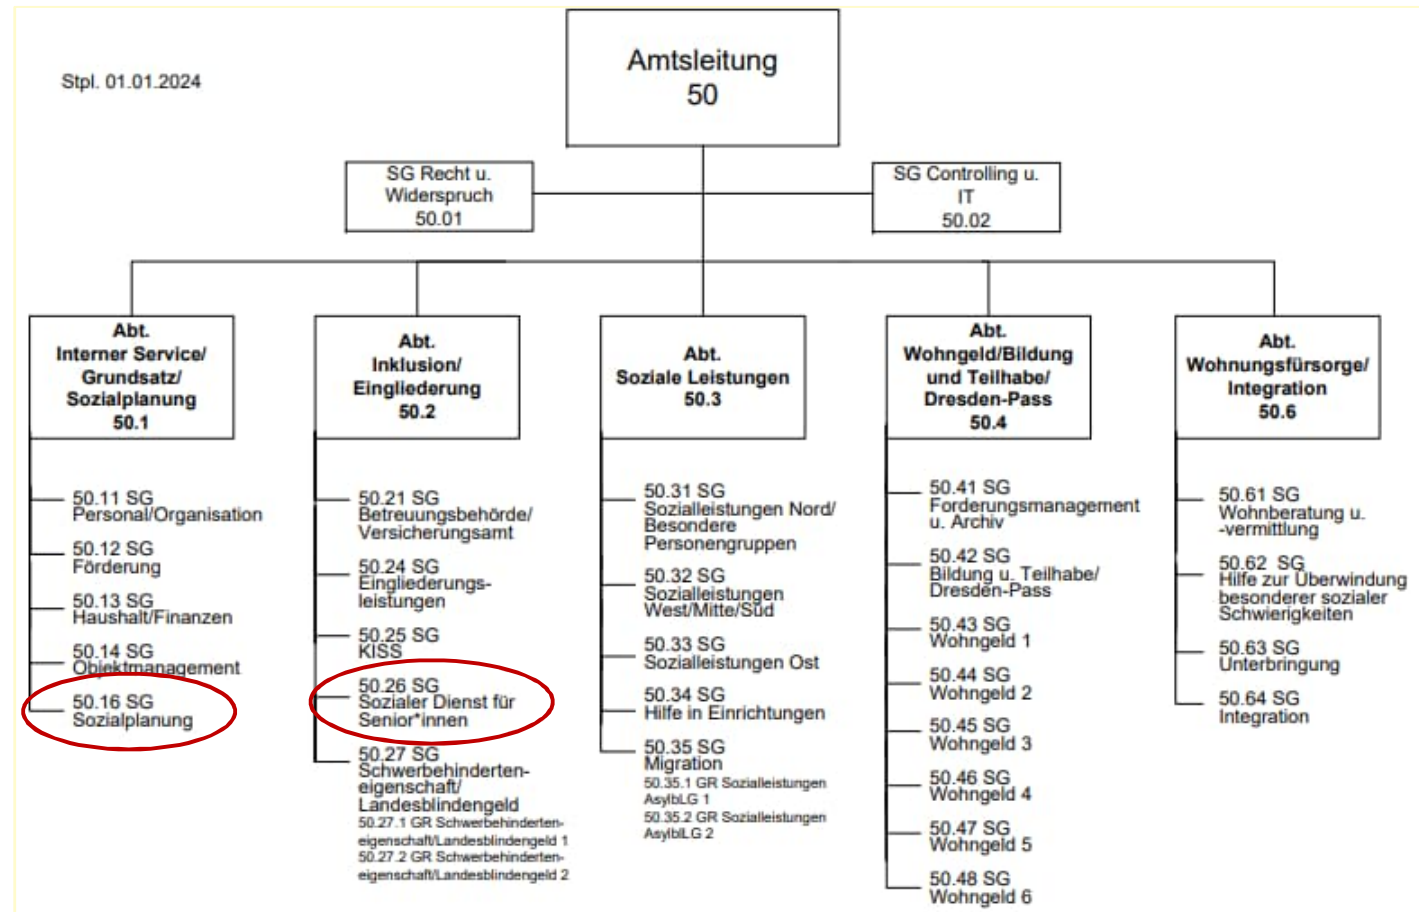 Stpl. 01.01.2024
Amtsleitung
50
SG Recht u.
Widerspruch
50.01
SG Controlling u.
IT
50.02
Abt.
Interner Service/
Grundsatz/
Sozialplanung
50.1
50.11 SG
Personal/Organisation
50.12 SG
Förderung
50.13 SG
Haushalt/Finanzen
50.14 SG
Objektmanagement
50.16 SG
Sozialplanung
Abt.
Inklusion/
Eingliederung
50.2
50.21 SG
Betreuungsbehörde/
Versicherungsamt
50.24 SG
Eingliederungs-
leistungen
50.25 SG
KISS
50.26 SG
Sozialer Dienst für
Senior*innen
50.27 SG
Schwerbehinderten-
eigenschaft/
Landesblindengeld
50.27.1 GR Schwerbehinderten-
eigenschaft/Landesblindengeld 1
50.27.2 GR Schwerbehinderten-
eigenschaft/Landesblindengeld 2
Abt.
Soziale Leistungen
50.3
50.31 SG
Sozialleistungen Nord/
Besondere
Personengruppen
50.32 SG
Sozialleistungen
West/Mitte/Süd
50.33 SG
Sozialleistungen Ost
50.34 SG
Hilfe in Einrichtungen
50.35 SG
Migration
50.35.1 GR Sozialleistungen
AsylbLG 1
50.35.2 GR Sozialleistungen
AsylblLG 2
Abt.
Wohngeld/Bildung
und Teilhabe/
Dresden-Pass
50.4
50.41 SG
Forderungsmanagement
u. Archiv
50.42 SG
Bildung u. Teilhabe/
Dresden-Pass
50.43 SG
Wohngeld 1
50.44 SG
Wohngeld 2
50.45 SG
Wohngeld 3
50.46 SG
Wohngeld 4
50.47 SG
Wohngeld 5
50.48 SG
Wohngeld 6
Abt.
Wohnungsfürsorge/
Integration
50.6
50.61 SG
Wohnberatung u.
-vermittlung
50.62 SG
Hilfe zur Überwindung
besonderer sozialer
Schwierigkeiten
50.63 SG
Unterbringung
50.64 SG
Integration